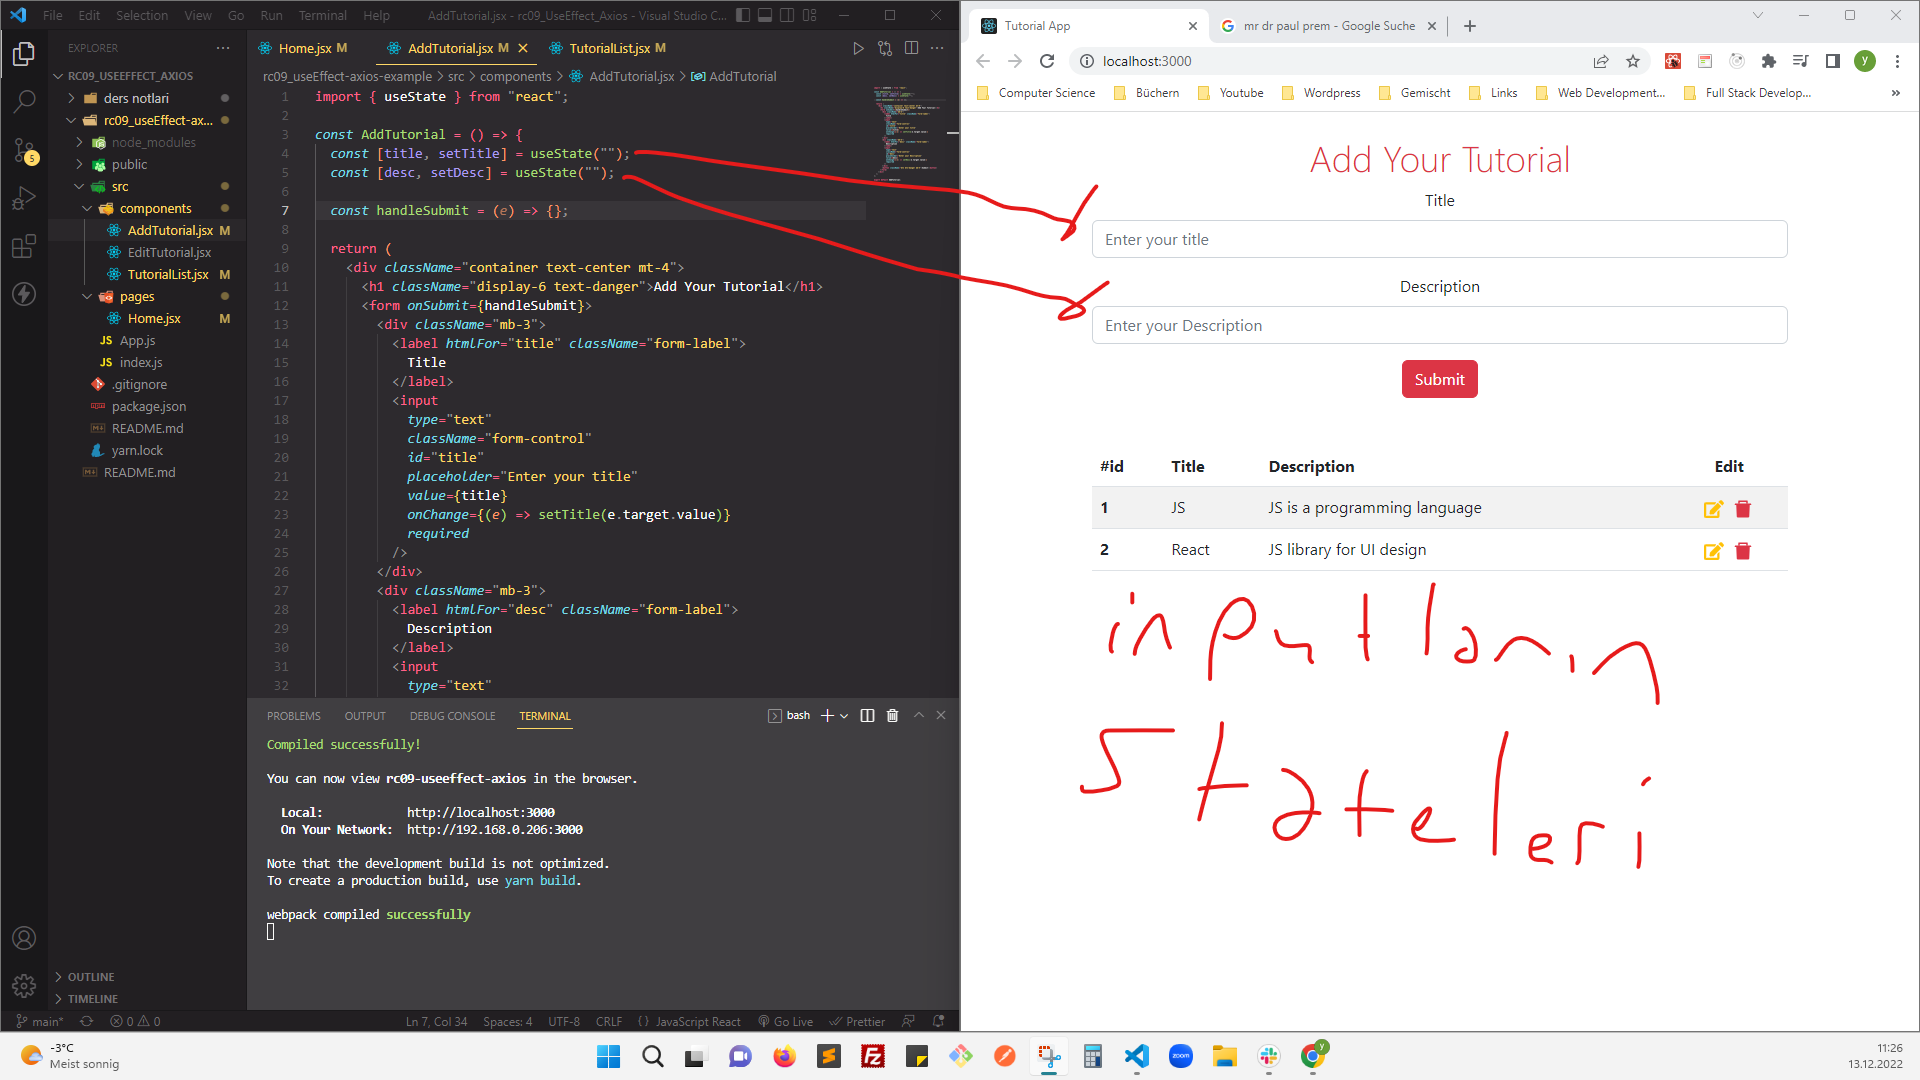 File Edit Selection View Go Run Terminal Help AddTutorial.jsx - rc09_UseEffect_Axios - Visual Studio C...
EXPLORER ...
RC09_USEEFFECT_AXIOS
ders notlari
rc09_useEffect-ax...
node_modules
public
src
components
AddTutorial.jsx M
EditTutorial.jsx
TutorialList.jsx M
pages
Home.jsx M
JS App.js
JS index.js
.gitignore
package.json
README.md
yarn.lock
README.md
OUTLINE
TIMELINE
5
Home.jsx M AddTutorial.jsx M TutorialList.jsx M
rc09_useEffect-axios-example > src > components > AddTutorial.jsx > AddTutorial
1 import { useState } from "react";
2
3 const AddTutorial = () => {
4 const [title, setTitle] = useState("");
5 const [desc, setDesc] = useState("");
6
7 const handleSubmit = (e) => {};
8
9 return (
10 <div className="container text-center mt-4">
11 <h1 className="display-6 text-danger">Add Your Tutorial</h1>
12 <form onSubmit={handleSubmit}>
13 <div className="mb-3">
14 <label htmlFor="title" className="form-label">
15 Title
16 </label>
17 <input
18 type="text"
19 className="form-control"
20 id="title"
21 placeholder="Enter your title"
22 value={title}
23 onChange={(e) => setTitle(e.target.value)}
24 required
25 />
26 </div>
27 <div className="mb-3">
28 <label htmlFor="desc" className="form-label">
29 Description
30 </label>
31 <input
32 type="text"
PROBLEMS OUTPUT DEBUG CONSOLE TERMINAL bash
Compiled successfully!
You can now view rc09-useeffect-axios in the browser.
Local: http://localhost:3000
On Your Network: http://192.168.0.206:3000
Note that the development build is not optimized.
To create a production build, use yarn build.
webpack compiled successfully
main* 0 0 Ln 7, Col 34 Spaces: 4 UTF-8 CRLF {} JavaScript React Go Live Prettier
Tutorial App mr dr paul prem - Google Suche
localhost:3000 y
Computer Science Büchern Youtube Wordpress Gemischt Links Web Development... Full Stack Develop... »
Add Your Tutorial
Title
Enter your title
Description
Enter your Description
Submit
#id Title Description Edit
1 JS JS is a programming language
2 React JS library for UI design
inputların
stateleri
-3°C
Meist sonnig
zoom
y
11:26
13.12.2022